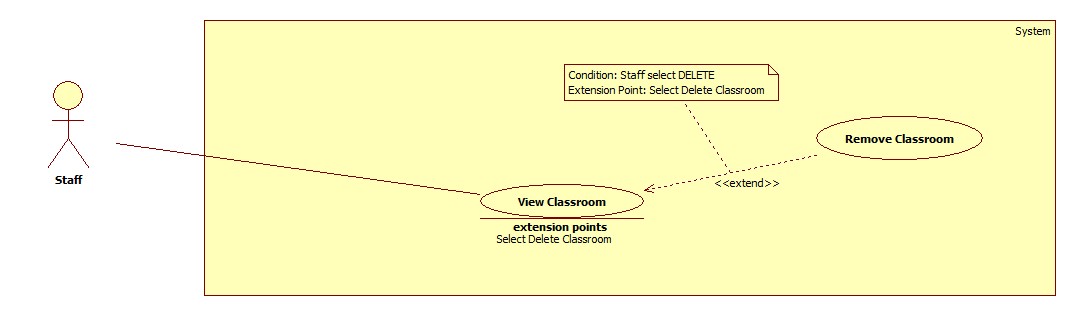 System
Condition: Staff select DELETE
Extension Point: Select Delete Classroom
Remove Classroom
Staff
<<extend>>
View Classroom
extension points
Select Delete Classroom